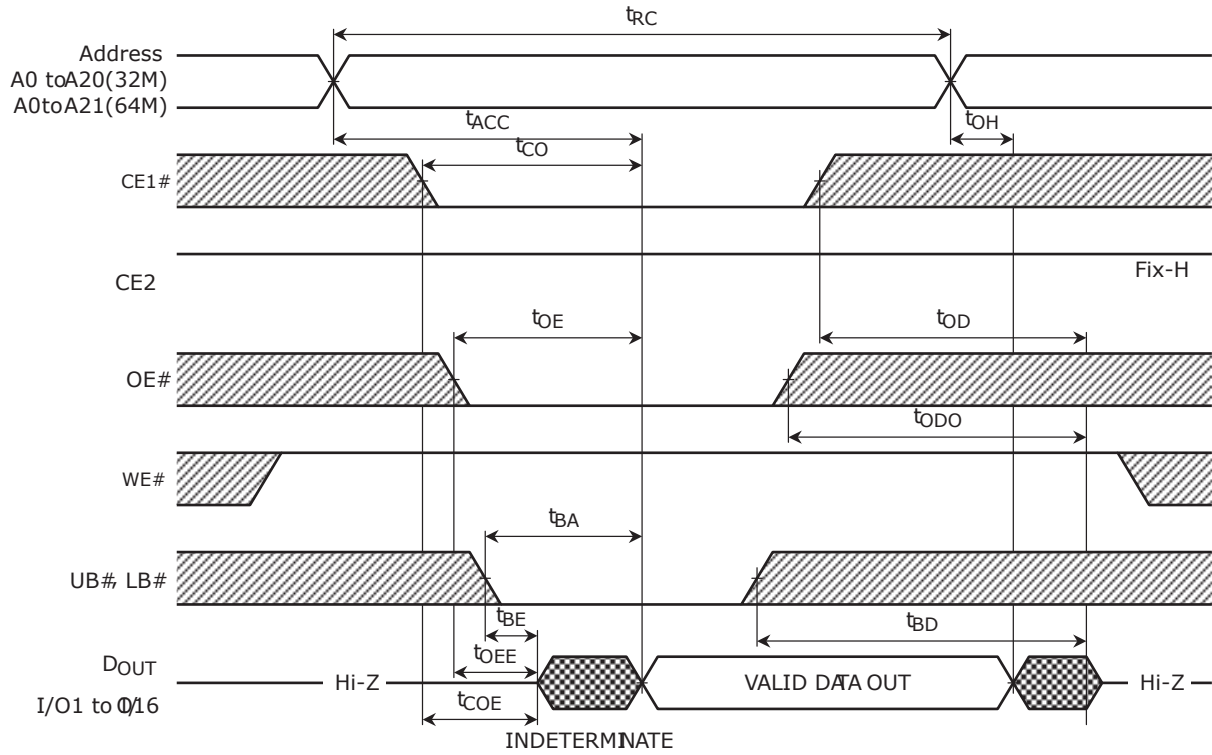 tRC
Address
A0 toA20(32M)
A0toA21(64M)
tACC
tOH
tCO
CE1#
Fix-H
CE2
tOE
tOD
OE#
tODO
WE#
tBA
UB#, LB#
tBE
tBD
DOUT
tOEE
Hi-Z
VALID DATA OUT
Hi-Z
I/O1 to I/O16
tCOE
INDETERMINATE